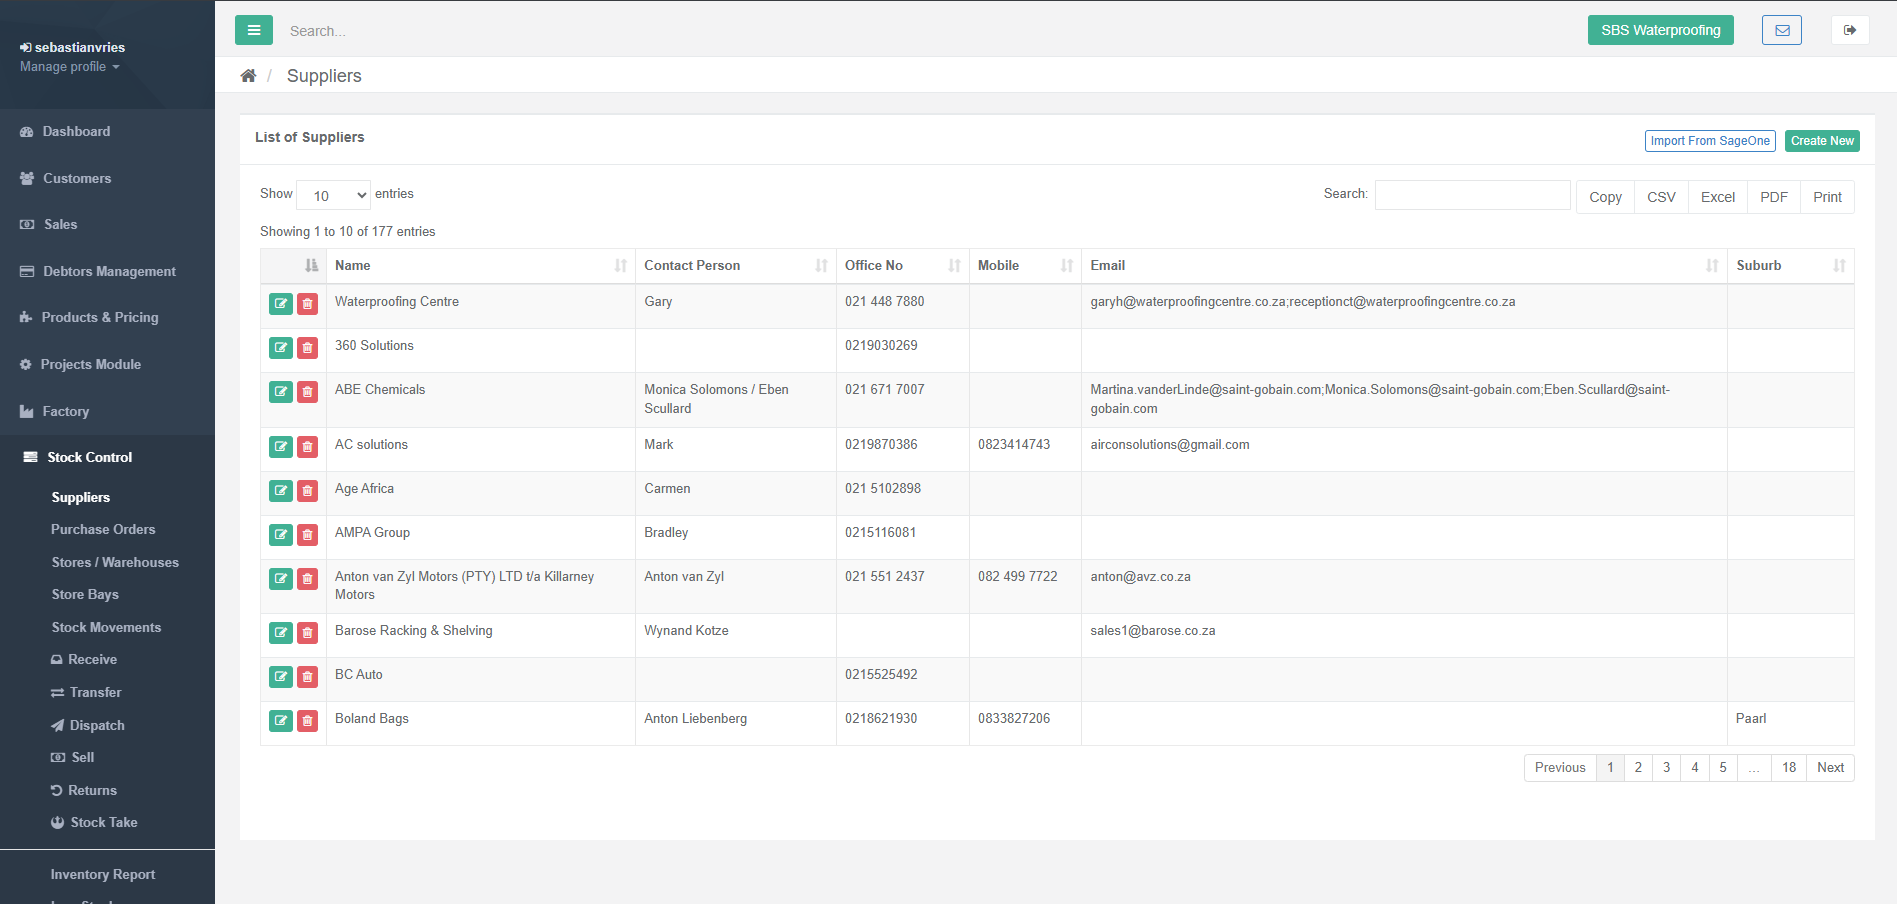 sebastianvries
Manage profile
Dashboard
Customers
Sales
Debtors Management
Products & Pricing
Projects Module
Factory
Stock Control
Suppliers
Purchase Orders
Stores / Warehouses
Store Bays
Stock Movements
Receive
Transfer
Dispatch
Sell
Returns
Stock Take
Inventory Report
Search...
SBS Waterproofing
/ Suppliers
List of Suppliers
Import From SageOne Create New
Show 10 entries
Search: Copy CSV Excel PDF Print
Showing 1 to 10 of 177 entries
Name Contact Person Office No Mobile Email Suburb
Waterproofing Centre Gary 021 448 7880 garyh@waterproofingcentre.co.za;receptionct@waterproofingcentre.co.za
360 Solutions 0219030269
ABE Chemicals Monica Solomons / Eben 021 671 7007 Martina.vanderLinde@saint-gobain.com;Monica.Solomons@saint-gobain.com;Eben.Scullard@saint-
Scullard gobain.com
AC solutions Mark 0219870386 0823414743 airconsolutions@gmail.com
Age Africa Carmen 021 5102898
AMPA Group Bradley 0215116081
Anton van Zyl Motors (PTY) LTD t/a Killarney Anton van Zyl 021 551 2437 082 499 7722 anton@avz.co.za
Motors
Barose Racking & Shelving Wynand Kotze sales1@barose.co.za
BC Auto 0215525492
Boland Bags Anton Liebenberg 0218621930 0833827206 Paarl
Previous 1 2 3 4 5 ... 18 Next